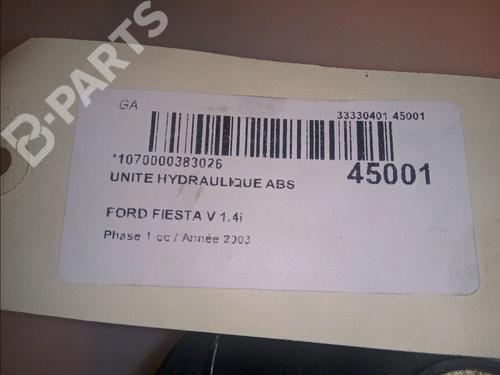 B-PARTS
GA
33330401 45001
*1070000383026
45001
UNITE HYDRAULIQUE ABS
FORD FIESTA V 1.4i
Phase 1 cc / Année 2003